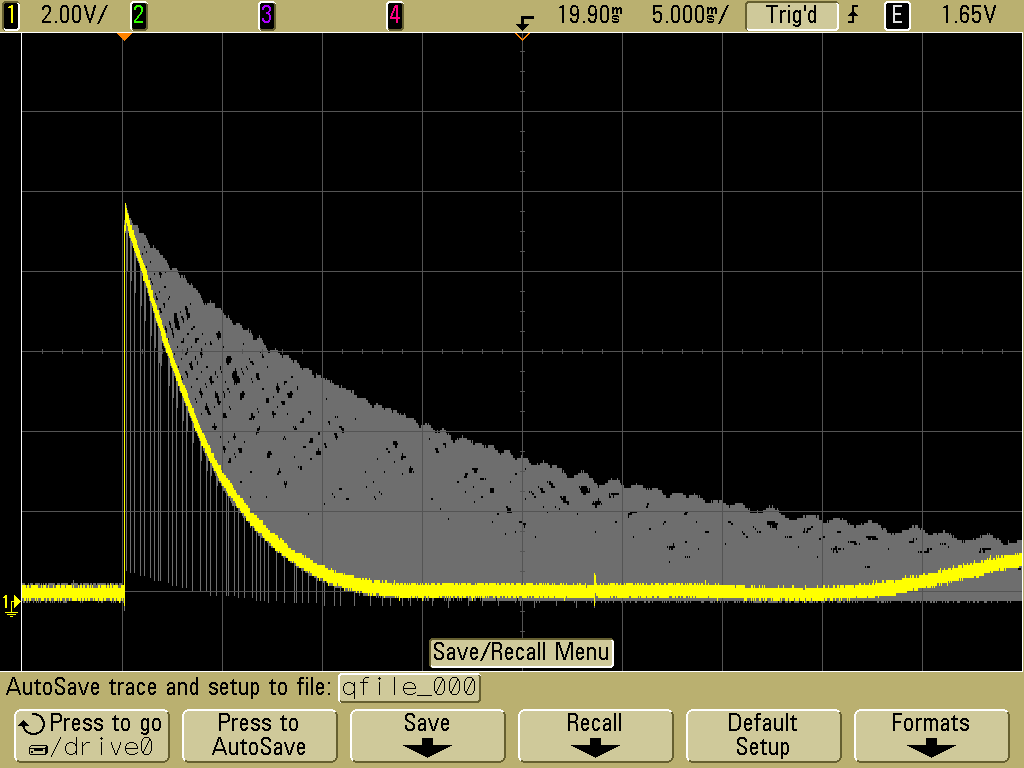 1 2.00V/ 2 3 4 19.90ms 5.000ms/ Trig'd E 1.65V
1
Save/Recall Menu
AutoSave trace and setup to file: qfile_000
Press to go
/drive0
Press to
AutoSave
Save
Recall
Default
Setup
Formats